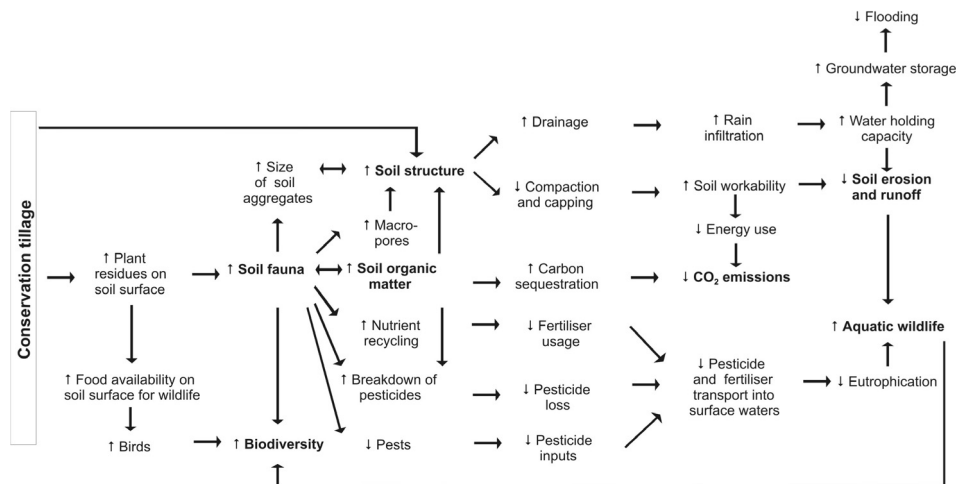 ↓ Flooding
↑ Groundwater storage
↑ Drainage
↑ Rain
infiltration
↑ Water holding
capacity
Conservation tillage
↑ Size
of soil
aggregates
↑ Soil structure
↓ Compaction
and capping
↑ Soil workability
↓ Soil erosion
and runoff
↑ Macro-
pores
↓ Energy use
↑ Plant
residues on
soil surface
↑ Soil fauna
↑ Soil organic
matter
↑ Carbon
sequestration
↓ CO₂ emissions
↑ Nutrient
recycling
↓ Fertiliser
usage
↑ Aquatic wildlife
↑ Food availability on
soil surface for wildlife
↑ Breakdown of
pesticides
↓ Pesticide
loss
↓ Pesticide
and fertiliser
transport into
surface waters
↓ Eutrophication
↑ Birds
↑ Biodiversity
↓ Pests
↓ Pesticide
inputs